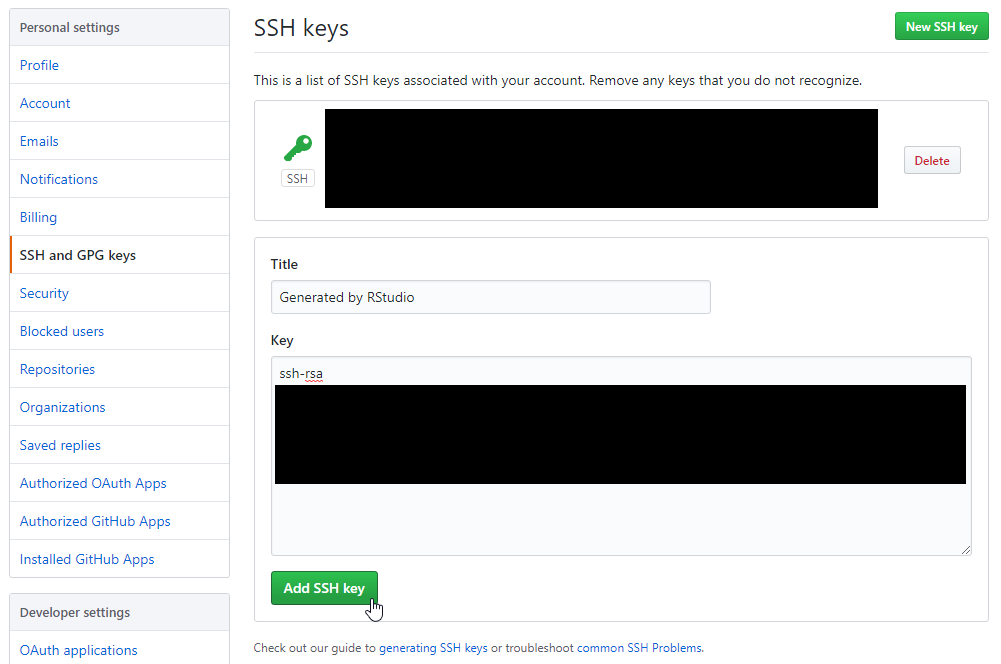 Personal settings
Profile
Account
Emails
Notifications
Billing
SSH and GPG keys
Security
Blocked users
Repositories
Organizations
Saved replies
Authorized OAuth Apps
Authorized GitHub Apps
Installed GitHub Apps
Developer settings
OAuth applications
SSH keys
New SSH key
This is a list of SSH keys associated with your account. Remove any keys that you do not recognize.
SSH
Delete
Title
Generated by RStudio
Key
ssh-rsa
Add SSH key
Check out our guide to generating SSH keys or troubleshoot common SSH Problems.